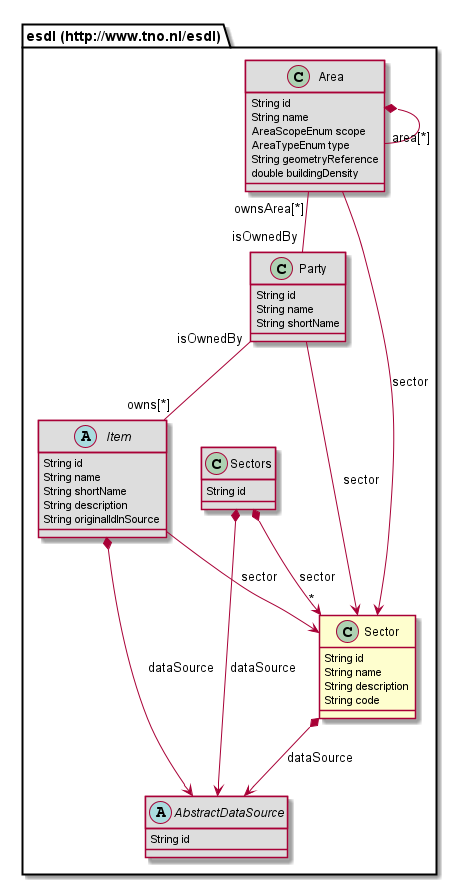 esdl (http://www.tno.nl/esdl)
C Area
String id
String name
AreaScopeEnum scope
AreaTypeEnum type
String geometryReference
double buildingDensity
area[*]
ownsArea[*]
isOwnedBy
C Party
String id
String name
String shortName
isOwnedBy
sector
owns[*]
A Item
String id
String name
String shortName
description
String originalIdInSource
C Sectors
String id
sector
sector
sector
*
C Sector
String id
String name
String description
String code
dataSource
dataSource
dataSource
A AbstractDataSource
String id